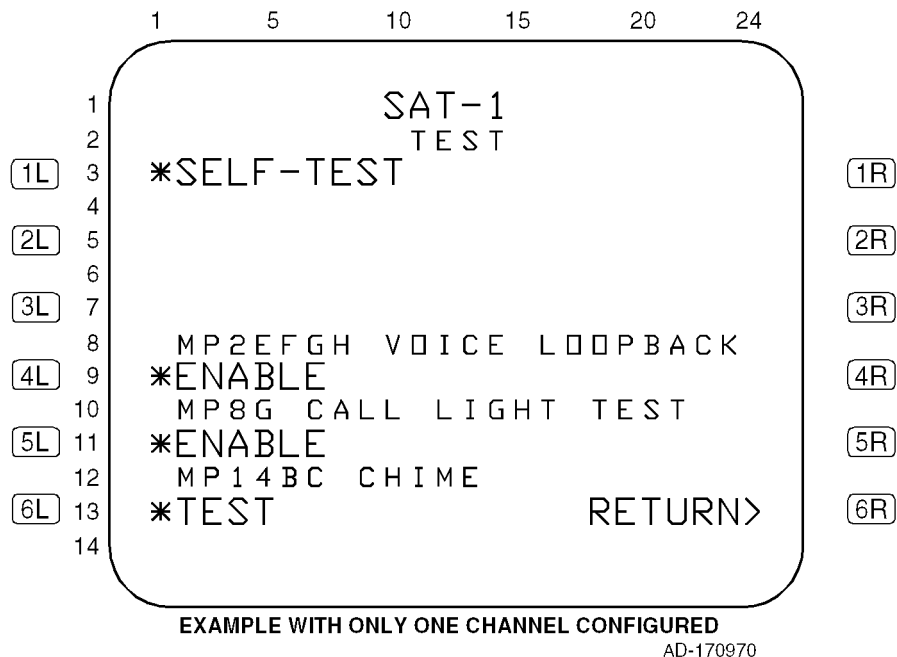 1 5 10 15 20 24
1 SAT-1
2 TEST
1L 3 *SELF-TEST 1R
4
2L 5 2R
6
3L 7 3R
8 MP2EFGH VOICE LOOPBACK
4L 9 *ENABLE 4R
10 MP8G CALL LIGHT TEST
5L 11 *ENABLE 5R
12 MP14BC CHIME
6L 13 *TEST RETURN> 6R
14
EXAMPLE WITH ONLY ONE CHANNEL CONFIGURED
AD-170970